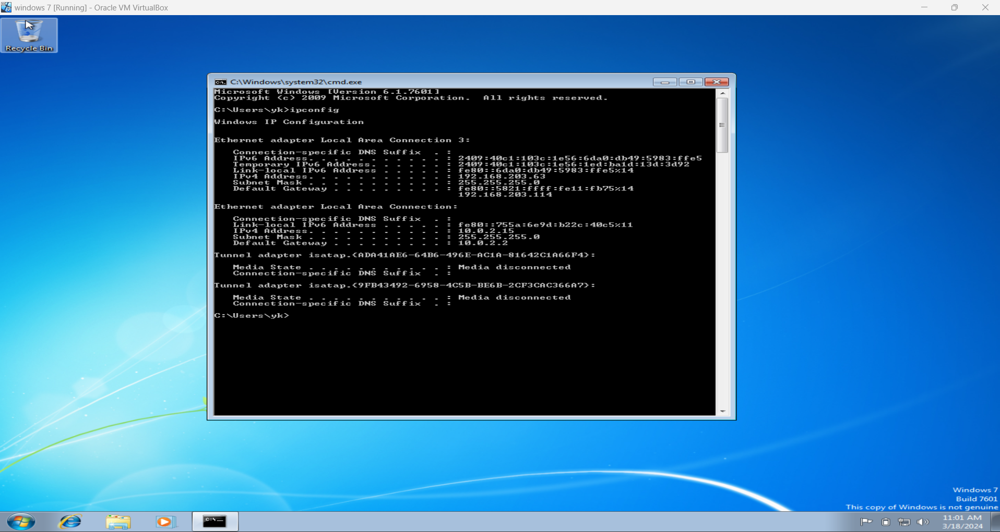 windows 7 [Running] - Oracle VM VirtualBox
Recycle Bin
C:\Windows\system32\cmd.exe
Microsoft Windows [Version 6.1.7601]
Copyright (c) 2009 Microsoft Corporation.  All rights reserved.
C:\Users\yk>ipconfig
Windows IP Configuration
Ethernet adapter Local Area Connection 3:
Connection-specific DNS Suffix  . :
IPv6 Address. . . . . . . . . . . : 2409:40c1:103c:1e56:6da0:db49:5983:ffe5
Temporary IPv6 Address. . . . . . : 2409:40c1:103c:1e56:1ed:ba1d:13d:3d92
Link-local IPv6 Address . . . . . : fe80::6da0:db49:5983:ffe5%14
IPv4 Address. . . . . . . . . . . : 192.168.203.63
Subnet Mask . . . . . . . . . . . : 255.255.255.0
Default Gateway . . . . . . . . . : fe80::5821:ffff:fe11:fb75%14
192.168.203.114
Ethernet adapter Local Area Connection:
Connection-specific DNS Suffix  . :
Link-local IPv6 Address . . . . . : fe80::755a:6e9d:b22c:40c5%11
IPv4 Address. . . . . . . . . . . : 10.0.2.15
Subnet Mask . . . . . . . . . . . : 255.255.255.0
Default Gateway . . . . . . . . . : 10.0.2.2
Tunnel adapter isatap.{ADA41AE6-64B6-496E-AC1A-81642C1A66F4}:
Media State . . . . . . . . . . . : Media disconnected
Connection-specific DNS Suffix  . :
Tunnel adapter isatap.{9FB43492-6958-4C5B-BE6B-2CF3CAC366A7}:
Media State . . . . . . . . . . . : Media disconnected
Connection-specific DNS Suffix  . :
C:\Users\yk>
Windows 7
Build 7601
This copy of Windows is not genuine
11:01 AM
3/18/2024